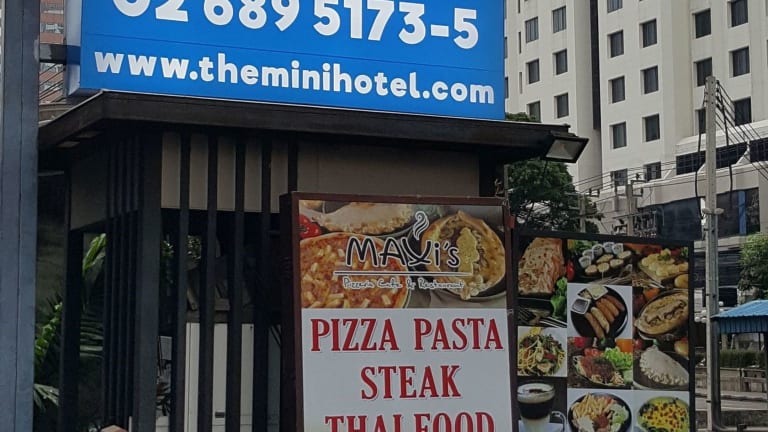 02 689 5173-5
www.theminihotel.com
Maxi's
Pizzeria Cafe & Restaurant
PIZZA PASTA
STEAK
THAI FOOD